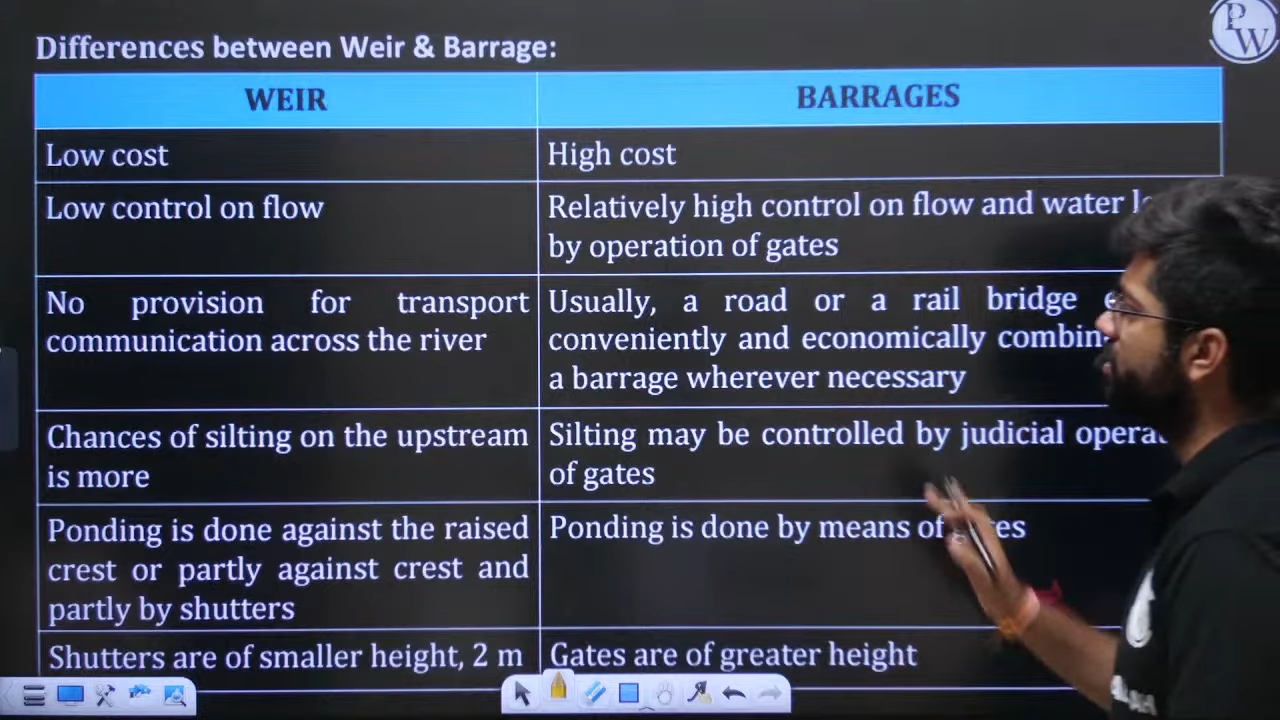 PW
Differences between Weir & Barrage:
WEIR
BARRAGES
Low cost
High cost
Low control on flow
Relatively high control on flow and water
by operation of gates
No provision for transport
communication across the river
Usually, a road or a rail bridge
conveniently and economically
a barrage wherever necessary
Chances of silting on the upstream
is more
Silting may be controlled by judicial
of gates
Ponding is done against the raised
crest or partly against crest and
partly by shutters
Ponding is done by means of
Shutters are of smaller height, 2 m
Gates are of greater height